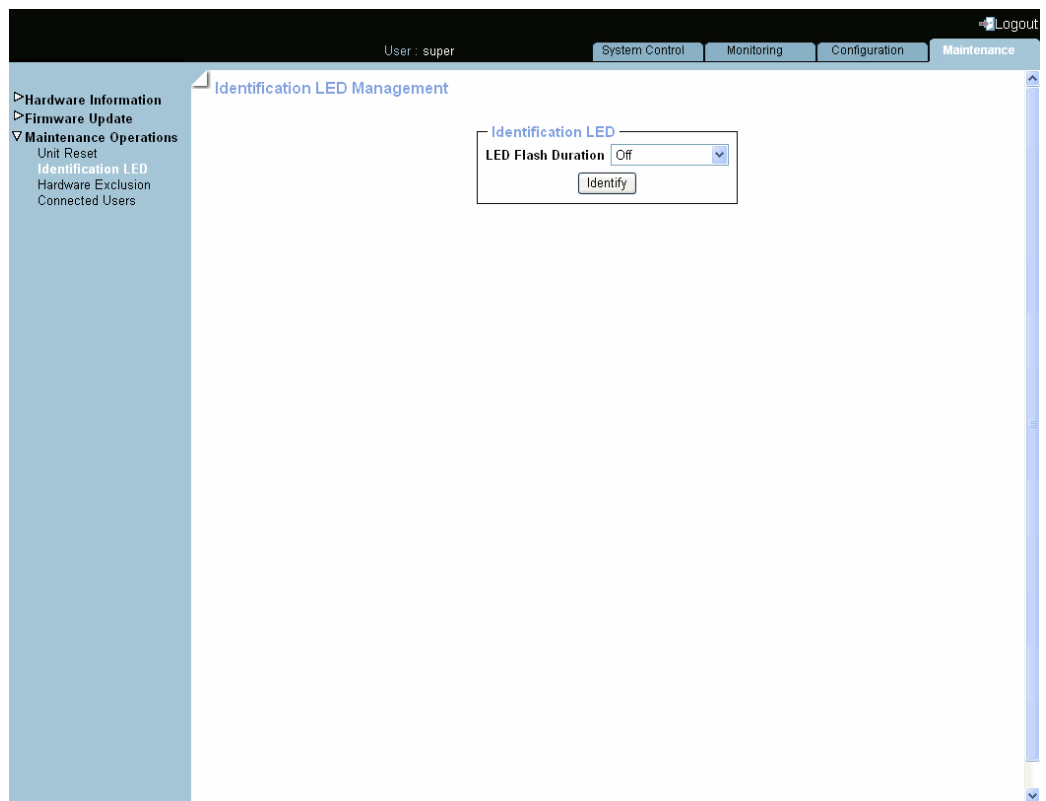 Logout
User : super
System Control
Monitoring
Configuration
Maintenance
Hardware Information
Firmware Update
Maintenance Operations
Unit Reset
Identification LED
Hardware Exclusion
Connected Users
Identification LED Management
Identification LED
LED Flash Duration Off
Identify